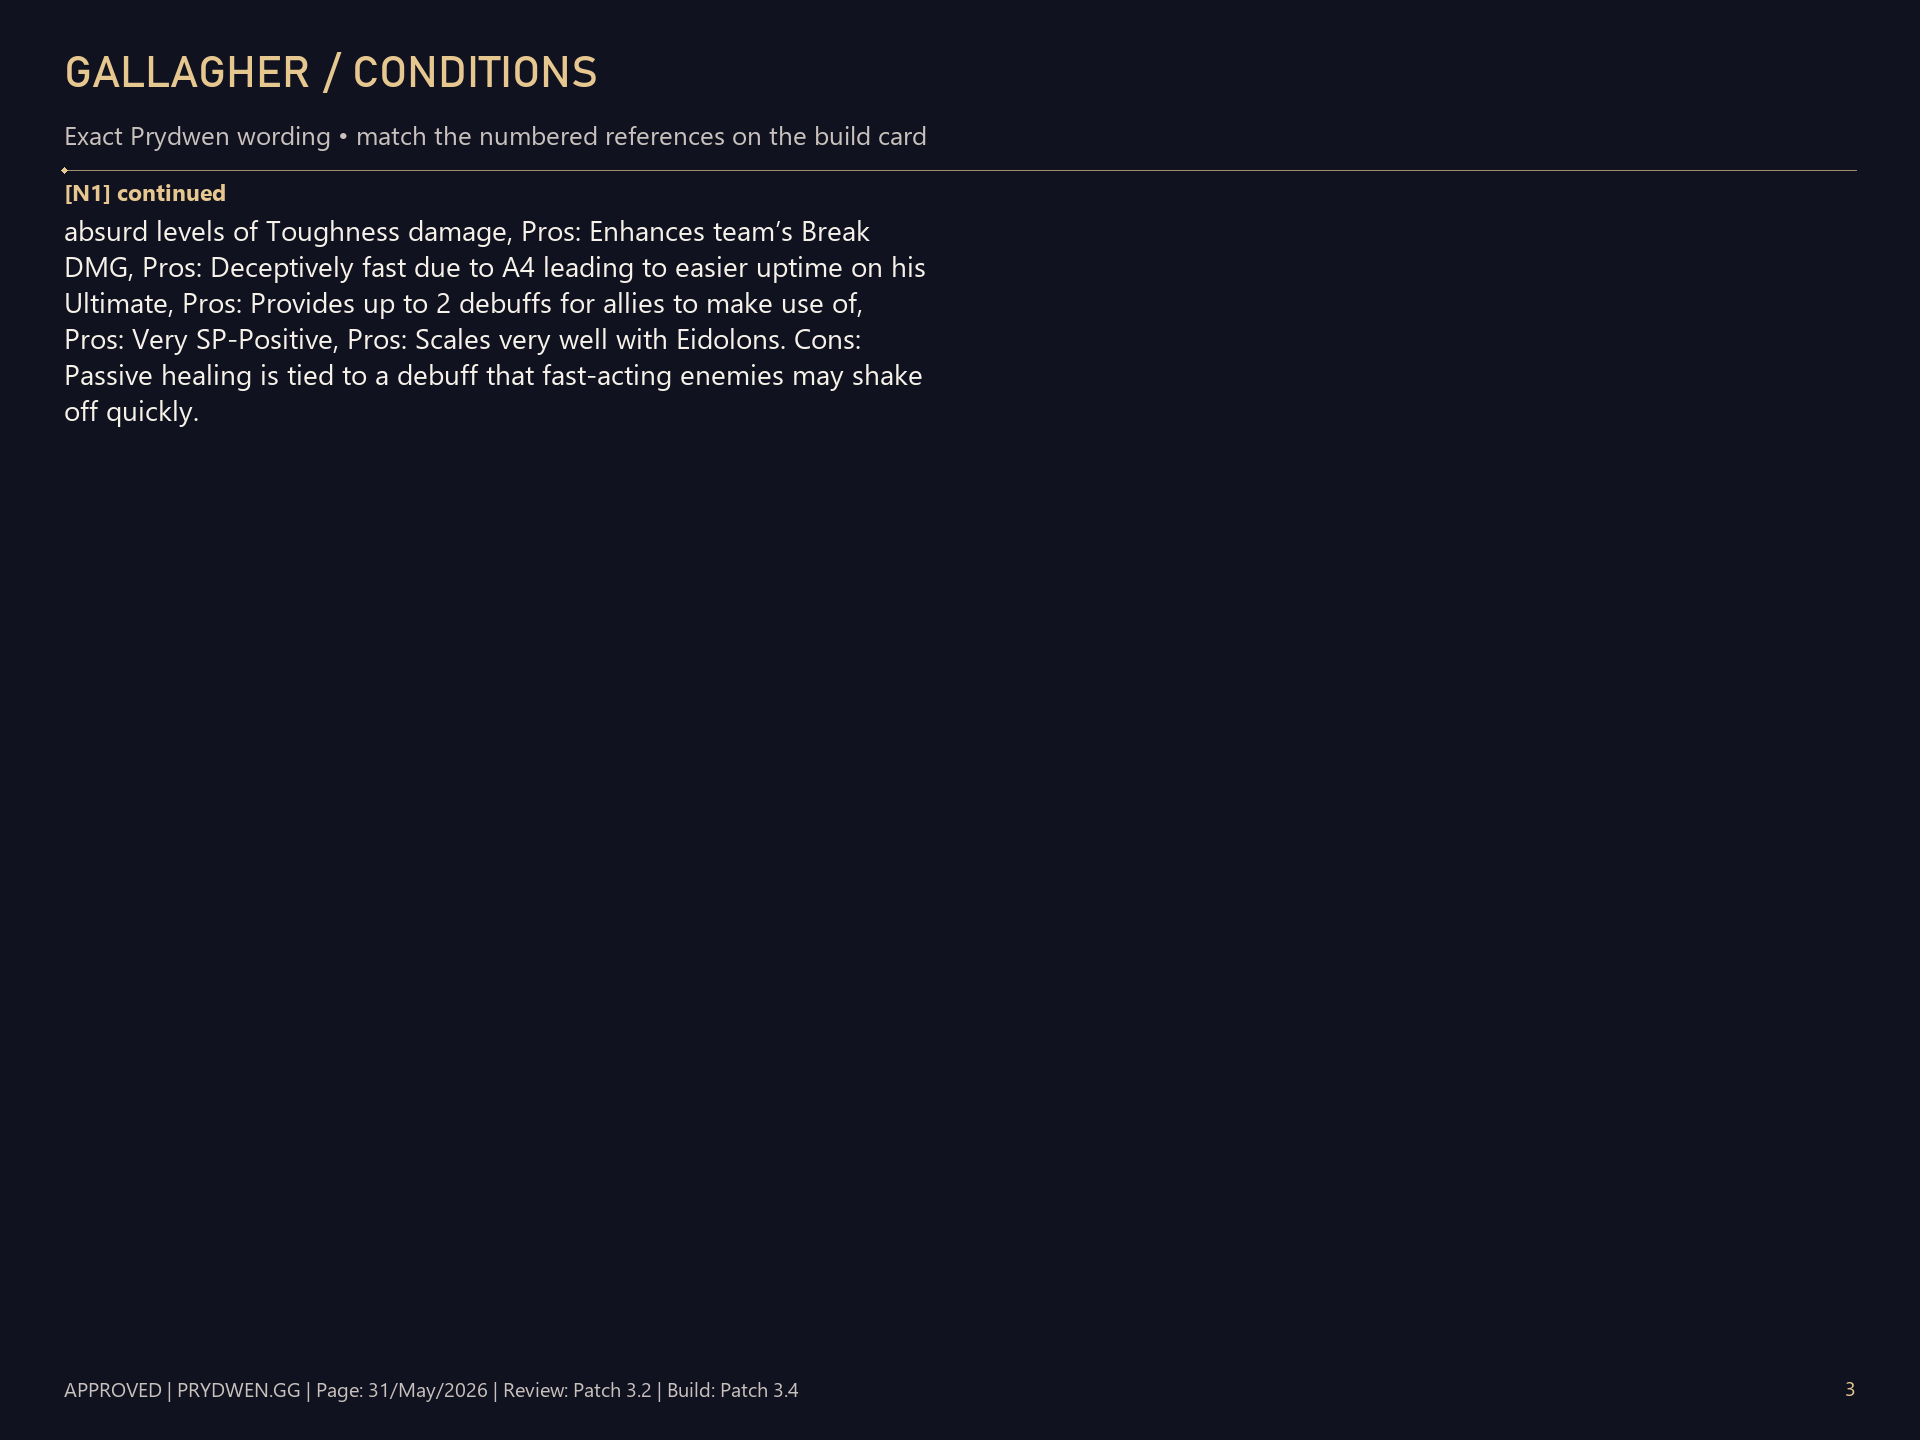 GALLAGHER / CONDITIONS
Exact Prydwen wording • match the numbered references on the build card
[N1] continued
absurd levels of Toughness damage, Pros: Enhances team’s Break
DMG, Pros: Deceptively fast due to A4 leading to easier uptime on his
Ultimate, Pros: Provides up to 2 debuffs for allies to make use of,
Pros: Very SP-Positive, Pros: Scales very well with Eidolons. Cons:
Passive healing is tied to a debuff that fast-acting enemies may shake
off quickly.
APPROVED | PRYDWEN.GG | Page: 31/May/2026 | Review: Patch 3.2 | Build: Patch 3.4
3